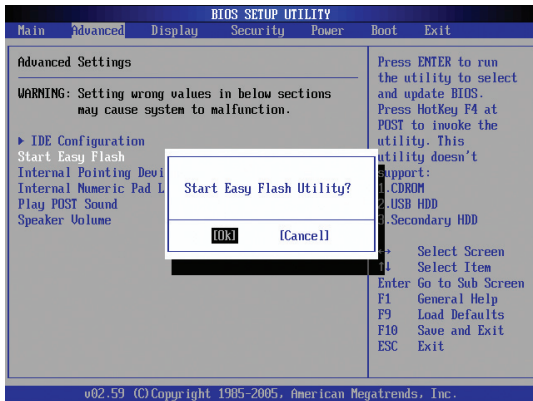 BIOS SETUP UTILITY
Main Advanced Display Security Power Boot Exit
Advanced Settings
WARNING: Setting wrong values in below sections
may cause system to malfunction.
▶ IDE Configuration
Start Easy Flash
Internal Pointing Devi
Internal Numeric Pad L
Play POST Sound
Speaker Volume
Start Easy Flash Utility?
[Ok] [Cancel]
Press ENTER to run
the utility to select
and update BIOS.
Press HotKey F4 at
POST to invoke the
utility. This
utility doesn't
support:
1.CDROM
2.USB HDD
3.Secondary HDD
↔ Select Screen
↑↓ Select Item
Enter Go to Sub Screen
F1 General Help
F9 Load Defaults
F10 Save and Exit
ESC Exit
v02.59 (C)Copyright 1985-2005, American Megatrends, Inc.